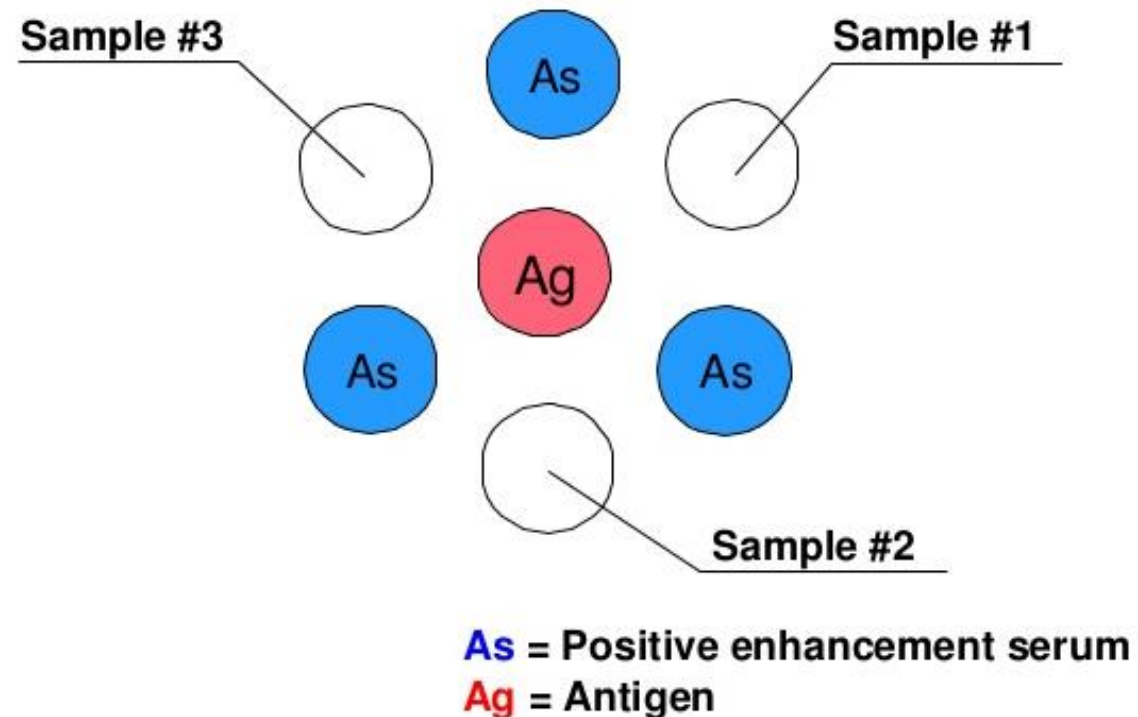 Sample #3
Sample #1
As
Ag
As
As
Sample #2
As = Positive enhancement serum
Ag = Antigen